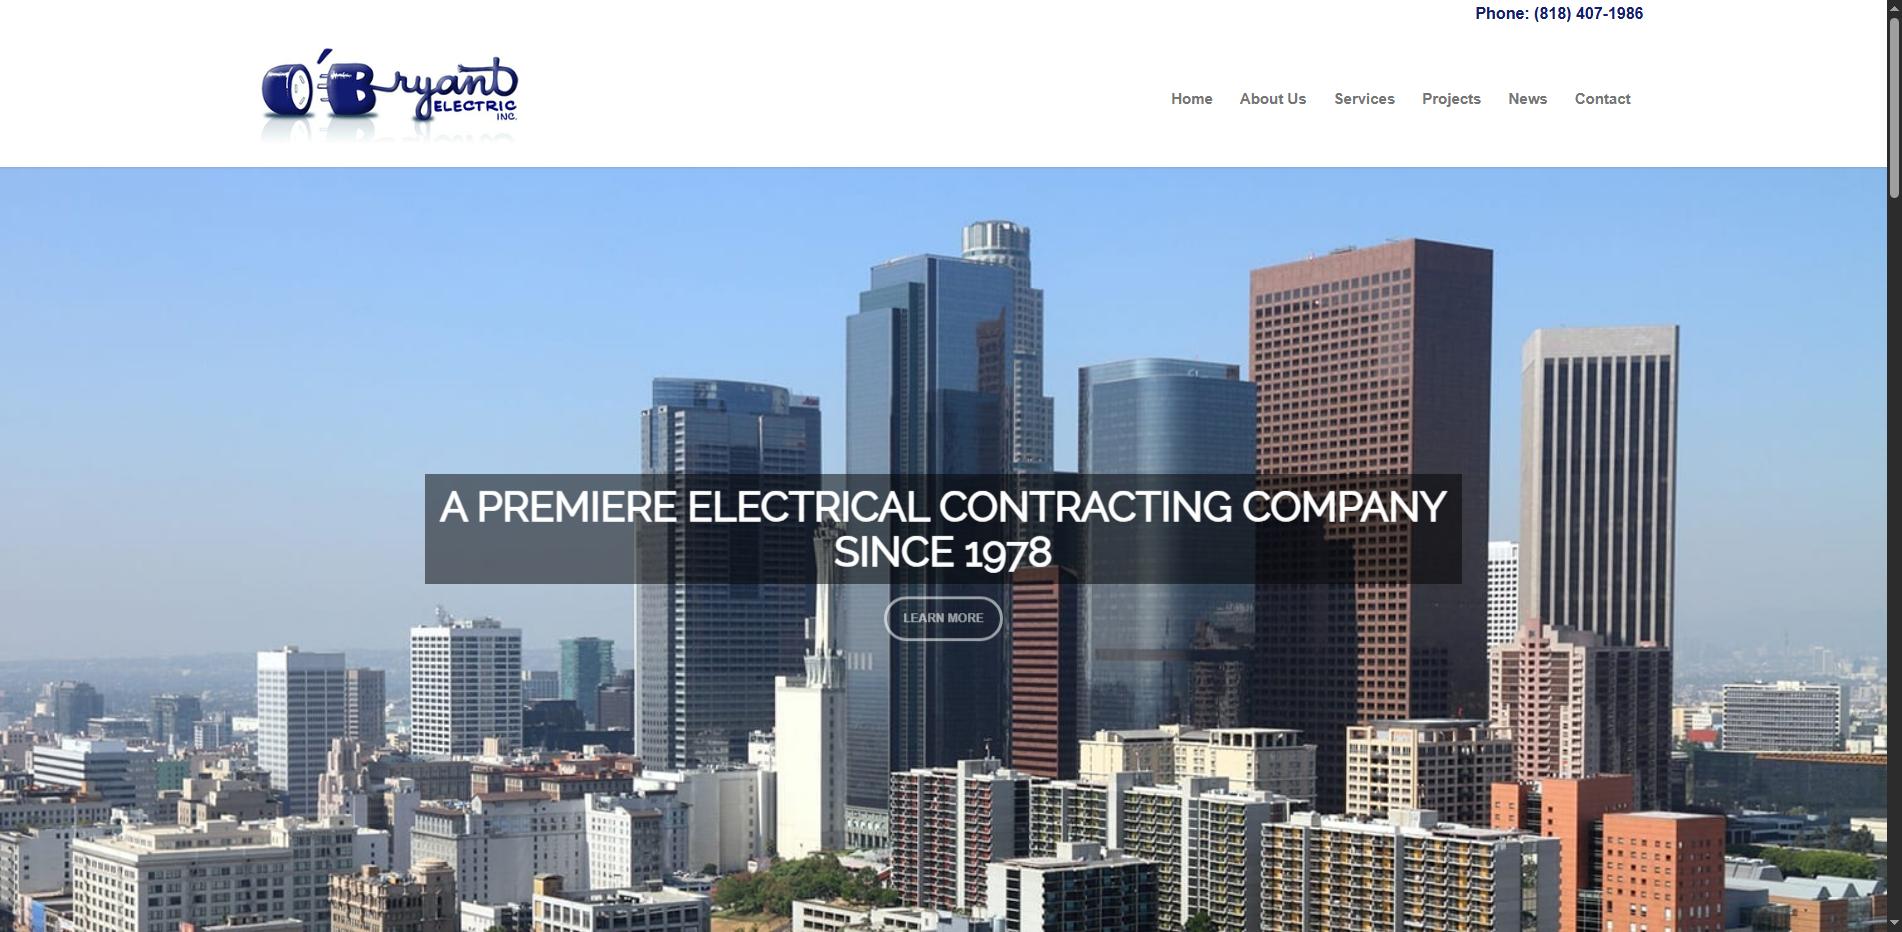 Phone: (818) 407-1986
O'Bryant
ELECTRIC
INC.
Home About Us Services Projects News Contact
A PREMIERE ELECTRICAL CONTRACTING COMPANY
SINCE 1978
LEARN MORE